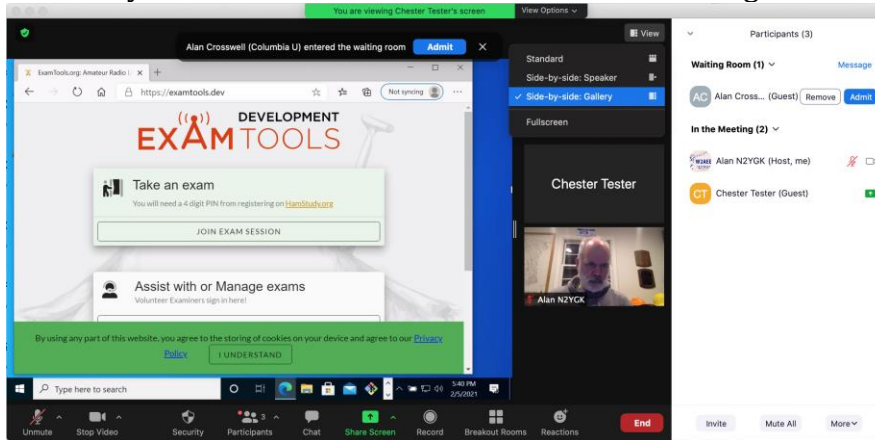 You are viewing Chester Tester's screen
View Options
Alan Crosswell (Columbia U) entered the waiting room
Admit
View
Standard
Side-by-side: Speaker
Side-by-side: Gallery
Fullscreen
ExamTools.org: Amateur Radio
https://examtools.dev
Not syncing
DEVELOPMENT
EXAMTOOLS
Take an exam
You will need a 4 digit PIN from registering on HamStudy.org
JOIN EXAM SESSION
Assist with or Manage exams
Volunteer Examiners sign in here!
By using any part of this website, you agree to the storing of cookies on your device and agree to our Privacy
Policy
I UNDERSTAND
Type here to search
5:40 PM
2/5/2021
Chester Tester
Alan N2YGK
Participants (3)
Waiting Room (1)
Message
AC
Alan Cross... (Guest)
Remove
Admit
In the Meeting (2)
Alan N2YGK (Host, me)
CT
Chester Tester (Guest)
Unmute
Stop Video
Security
Participants
3
Chat
Share Screen
Record
Breakout Rooms
Reactions
End
Invite
Mute All
More